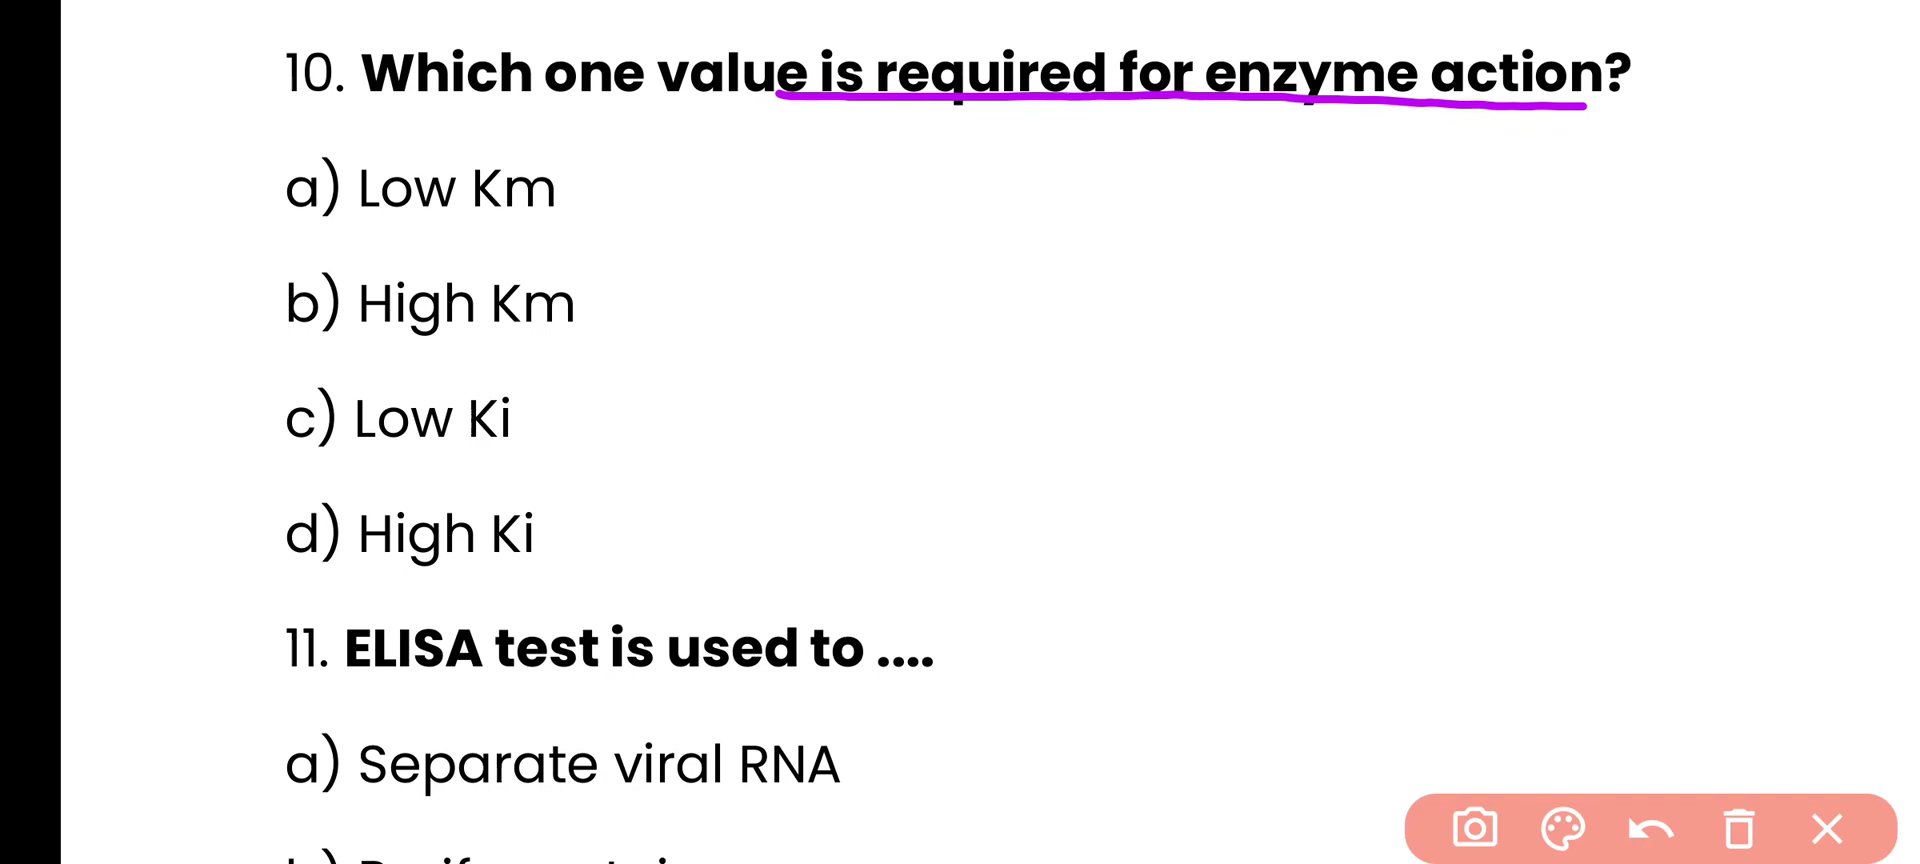 10. Which one value is required for enzyme action?
a) Low Km
b) High Km
c) Low Ki
d) High Ki
11. ELISA test is used to ....
a) Separate viral RNA